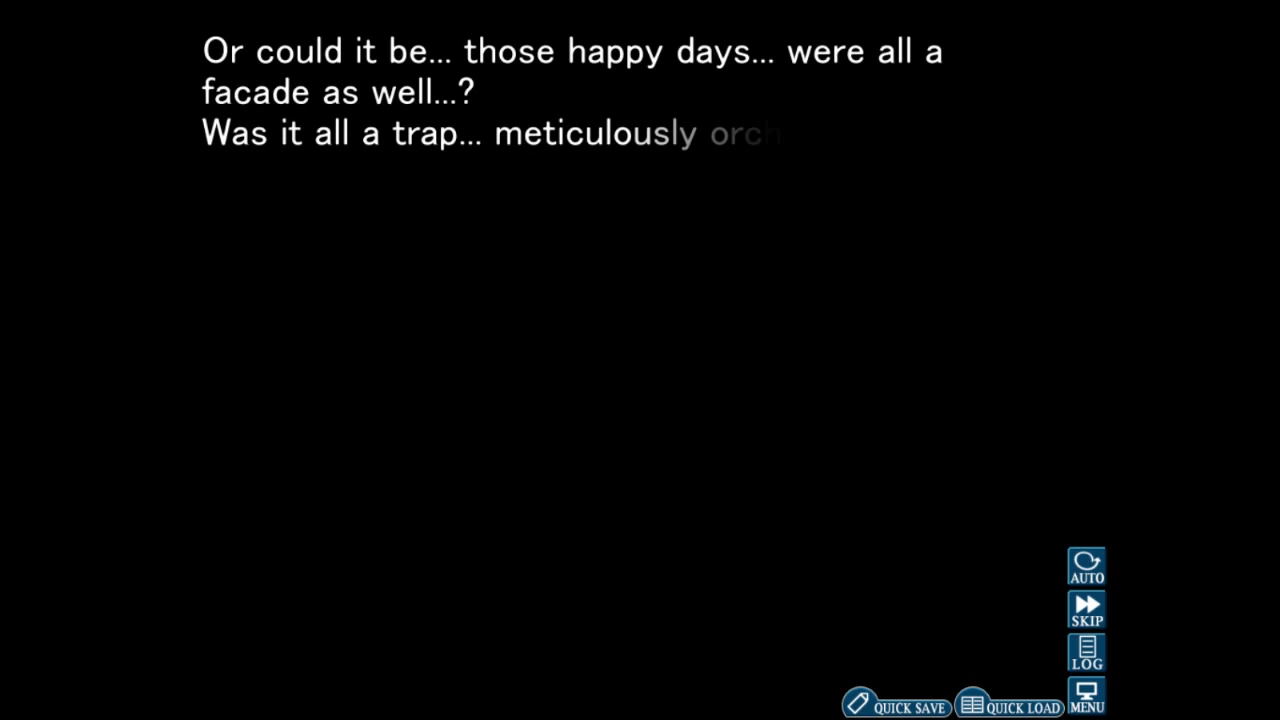 Or could it be... those happy days... were all a
facade as well...?
Was it all a trap... meticulously orch
AUTO
SKIP
LOG
QUICK SAVE
QUICK LOAD
MENU